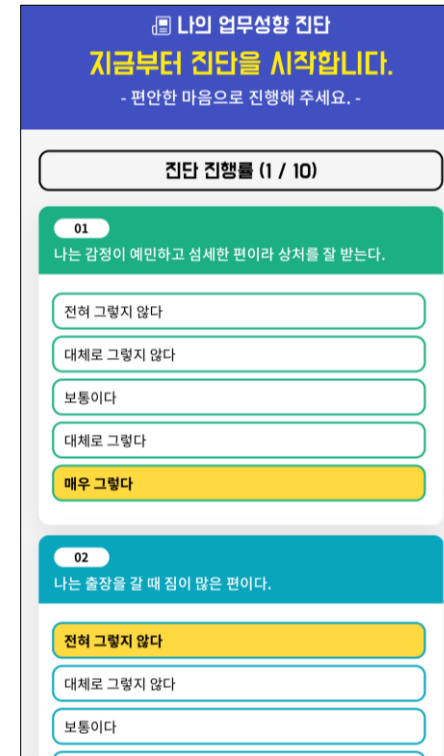 나의 업무성향 진단
지금부터 진단을 시작합니다.
- 편안한 마음으로 진행해 주세요. -
진단 진행률 (1 / 10)
01
나는 감정이 예민하고 섬세한 편이라 상처를 잘 받는다.
전혀 그렇지 않다
대체로 그렇지 않다
보통이다
대체로 그렇다
매우 그렇다
02
나는 출장을 갈 때 짐이 많은 편이다.
전혀 그렇지 않다
대체로 그렇지 않다
보통이다